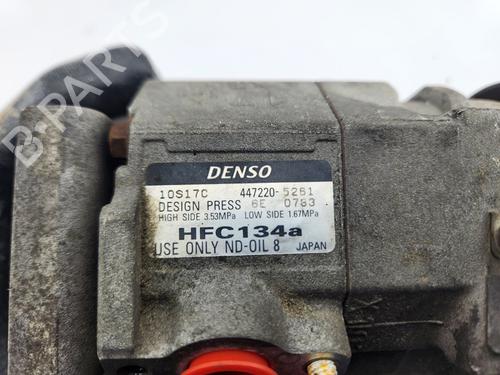 DENSO
10S17C 447220-5281
DESIGN PRESS 6E 0783
HIGH SIDE 3.53MPa LOW SIDE 1.67MPa
HFC134a
USE ONLY ND-OIL 8 JAPAN
B-PARTS